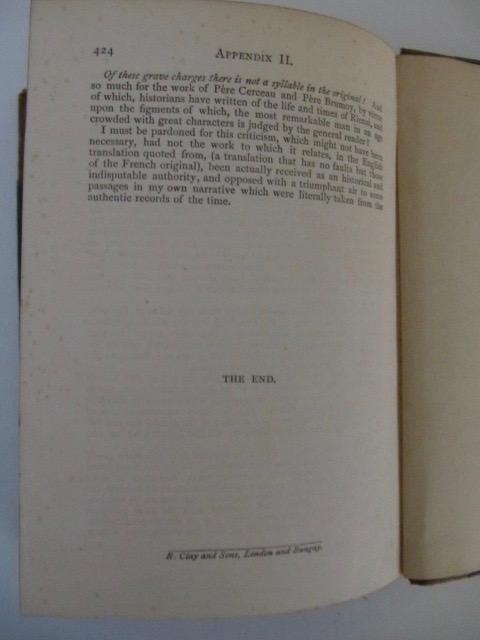 424
APPENDIX II.
Of these grave charges there is not a syllable in the original! And
so much for the work of Père Cerceau and Père Brumoy, by virtue
of which, historians have written of the life and times of Rienzi, and
upon the figments of which, the most remarkable man in an age
crowded with great characters is judged by the general reader!
I must be pardoned for this criticism, which might not have been
necessary, had not the work to which it relates, in the English
translation quoted from, (a translation that has no faults but those
of the French original), been actually received as an historical and
indisputable authority, and opposed with a triumphant air to some
passages in my own narrative which were literally taken from the
authentic records of the time.
THE END.
R. Clay and Sons, London and Bungay.